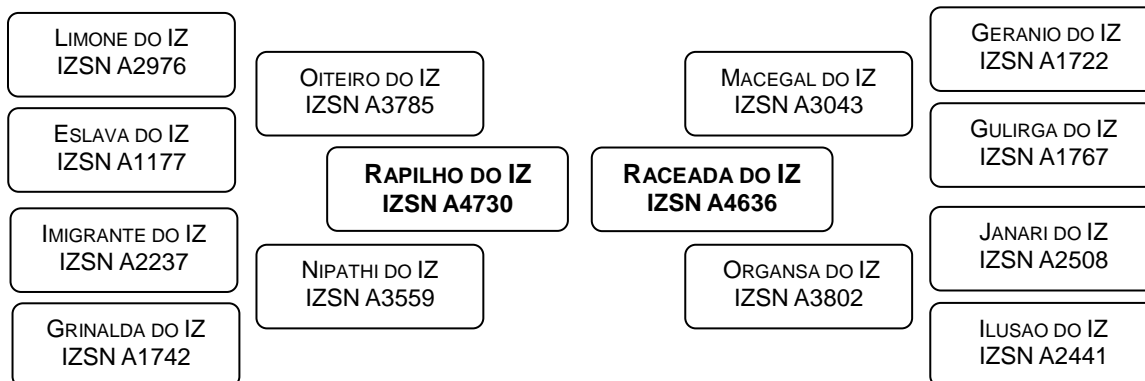 LIMONE DO IZ
IZSN A2976
ESLAVA DO IZ
IZSN A1177
IMIGRANTE DO IZ
IZSN A2237
GRINALDA DO IZ
IZSN A1742
OITEIRO DO IZ
IZSN A3785
NIPATHI DO IZ
IZSN A3559
RAPILHO DO IZ
IZSN A4730
RACEADA DO IZ
IZSN A4636
MACEGAL DO IZ
IZSN A3043
ORGANSA DO IZ
IZSN A3802
GERANIO DO IZ
IZSN A1722
GULIRGA DO IZ
IZSN A1767
JANARI DO IZ
IZSN A2508
ILUSAO DO IZ
IZSN A2441